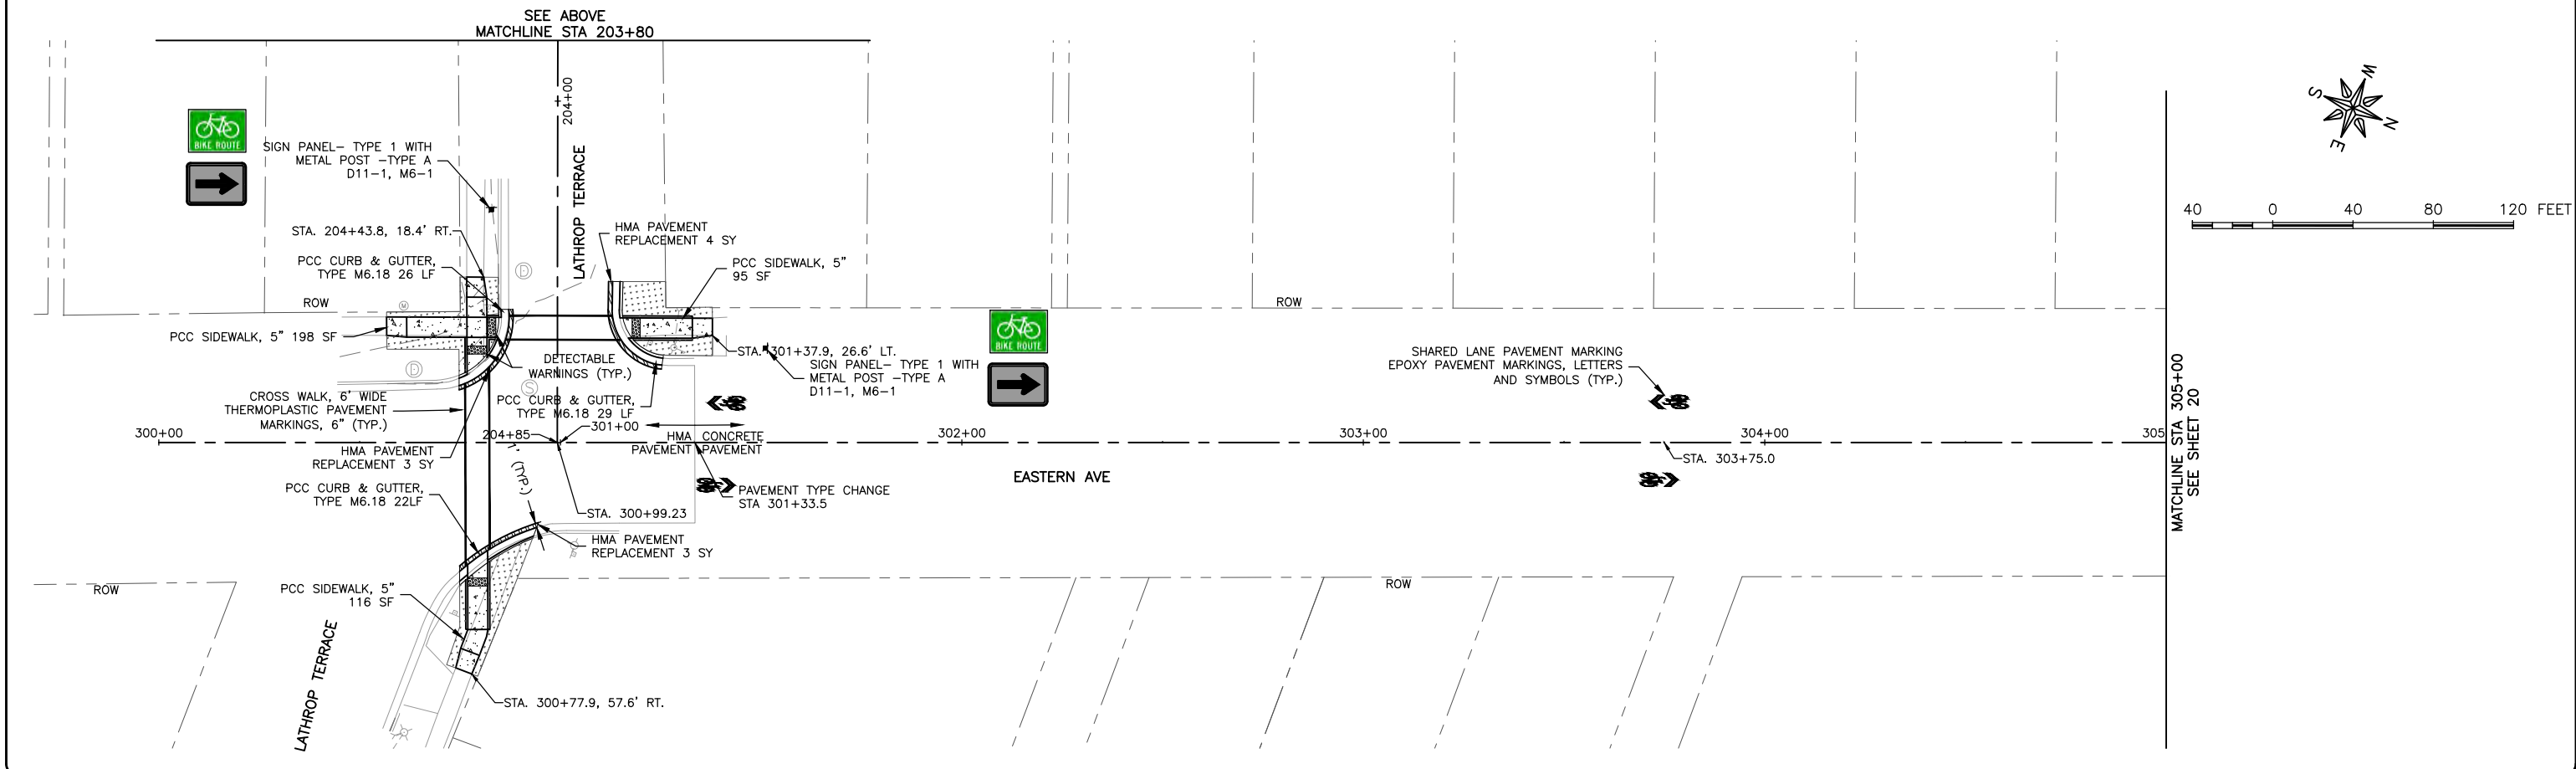 SEE ABOVE
MATCHLINE STA 203+80
204+00
LATHROP TERRACE
BIKE ROUTE
SIGN PANEL– TYPE 1 WITH
METAL POST –TYPE A
D11–1, M6–1
STA. 204+43.8, 18.4' RT.
PCC CURB & GUTTER,
TYPE M6.18 26 LF
D
HMA PAVEMENT
REPLACEMENT 4 SY
PCC SIDEWALK, 5"
95 SF
ROW
M
PCC SIDEWALK, 5" 198 SF
D
DETECTABLE
WARNINGS (TYP.)
S
CROSS WALK, 6' WIDE
THERMOPLASTIC PAVEMENT
MARKINGS, 6" (TYP.)
PCC CURB & GUTTER,
TYPE M6.18 29 LF
STA. 301+37.9, 26.6' LT.
SIGN PANEL– TYPE 1 WITH
METAL POST –TYPE A
D11–1, M6–1
BIKE ROUTE
ROW
SHARED LANE PAVEMENT MARKING
EPOXY PAVEMENT MARKINGS, LETTERS
AND SYMBOLS (TYP.)
300+00
204+85
301+00
HMA
PAVEMENT
CONCRETE
PAVEMENT
302+00
303+00
304+00
305
HMA PAVEMENT
REPLACEMENT 3 SY
PCC CURB & GUTTER,
TYPE M6.18 22LF
1' (TYP.)
STA. 300+99.23
PAVEMENT TYPE CHANGE
STA 301+33.5
EASTERN AVE
STA. 303+75.0
HMA PAVEMENT
REPLACEMENT 3 SY
ROW
PCC SIDEWALK, 5"
116 SF
ROW
LATHROP TERRACE
STA. 300+77.9, 57.6' RT.
MATCHLINE STA 305+00
SEE SHEET 20
W
S
N
E
40 0 40 80 120 FEET